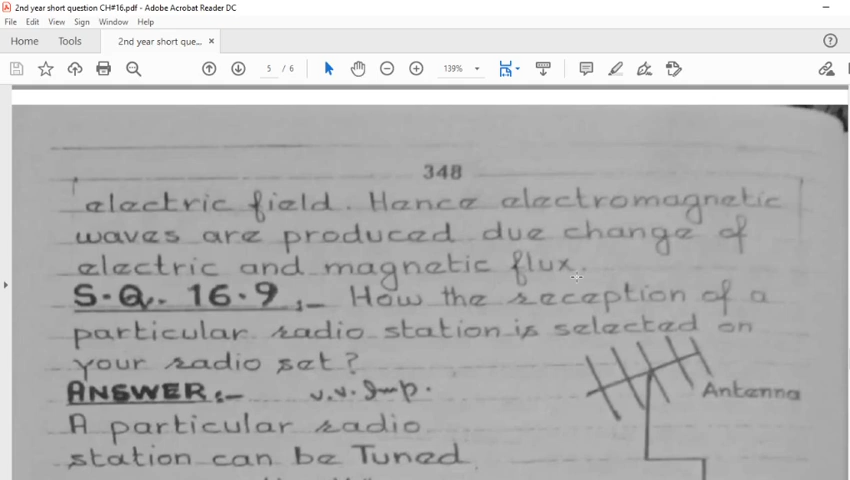 2nd year short question CH#16.pdf - Adobe Acrobat Reader DC
File Edit View Sign Window Help
Home Tools 2nd year short que... ×
5 / 6 139%
348
electric field. Hence electromagnetic
waves are produced due change of
electric and magnetic flux.
S.Q. 16.9 :- How the reception of a
particular radio station is selected on
your radio set?
ANSWER:- v.v.Imp.
Antenna
A particular radio
station can be Tuned